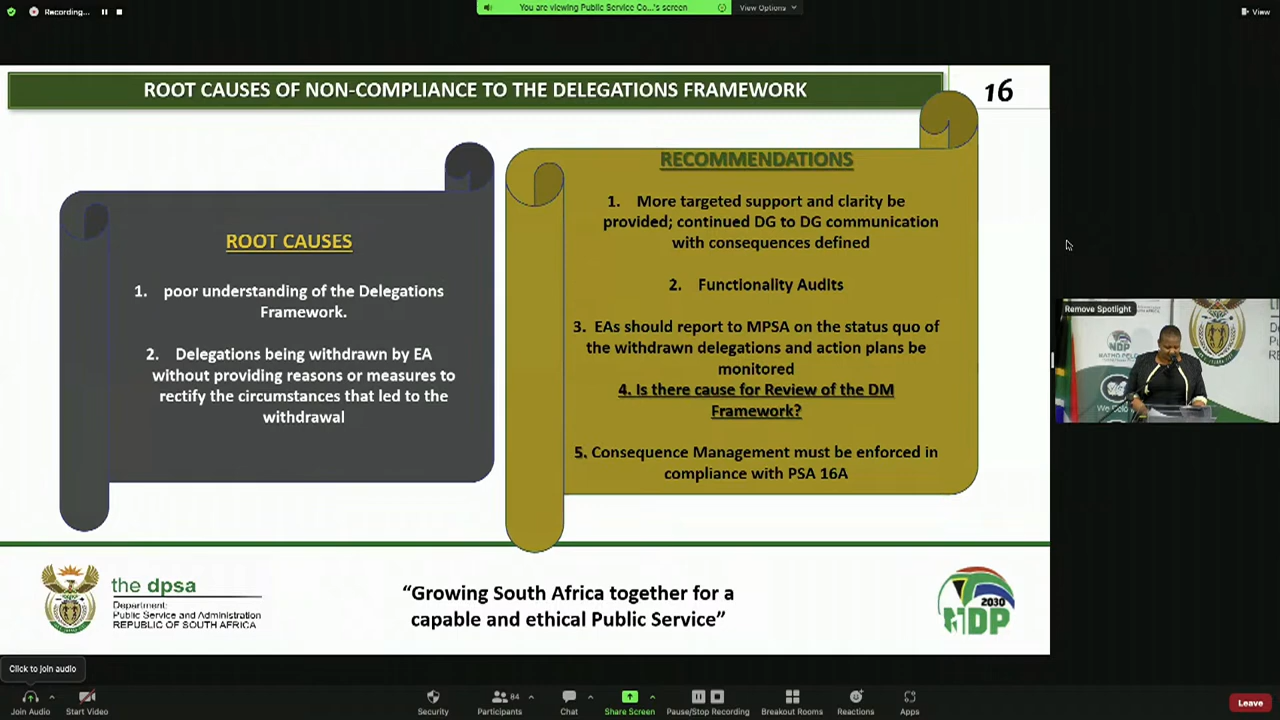 Recording...
You are viewing Public Service Co...'s screen
View Options
View
ROOT CAUSES OF NON-COMPLIANCE TO THE DELEGATIONS FRAMEWORK
16
ROOT CAUSES
1. poor understanding of the Delegations
Framework.
2. Delegations being withdrawn by EA
without providing reasons or measures to
rectify the circumstances that led to the
withdrawal
RECOMMENDATIONS
1. More targeted support and clarity be
provided; continued DG to DG communication
with consequences defined
2. Functionality Audits
3. EAs should report to MPSA on the status quo of
the withdrawn delegations and action plans be
monitored
4. Is there cause for Review of the DM
Framework?
5. Consequence Management must be enforced in
compliance with PSA 16A
Remove Spotlight
NDP
the dpsa
Department:
Public Service and Administration
REPUBLIC OF SOUTH AFRICA
“Growing South Africa together for a
capable and ethical Public Service”
2030
NDP
Click to join audio
Join Audio
Start Video
Security
Participants
84
Chat
Share Screen
Pause/Stop Recording
Breakout Rooms
Reactions
Apps
Leave